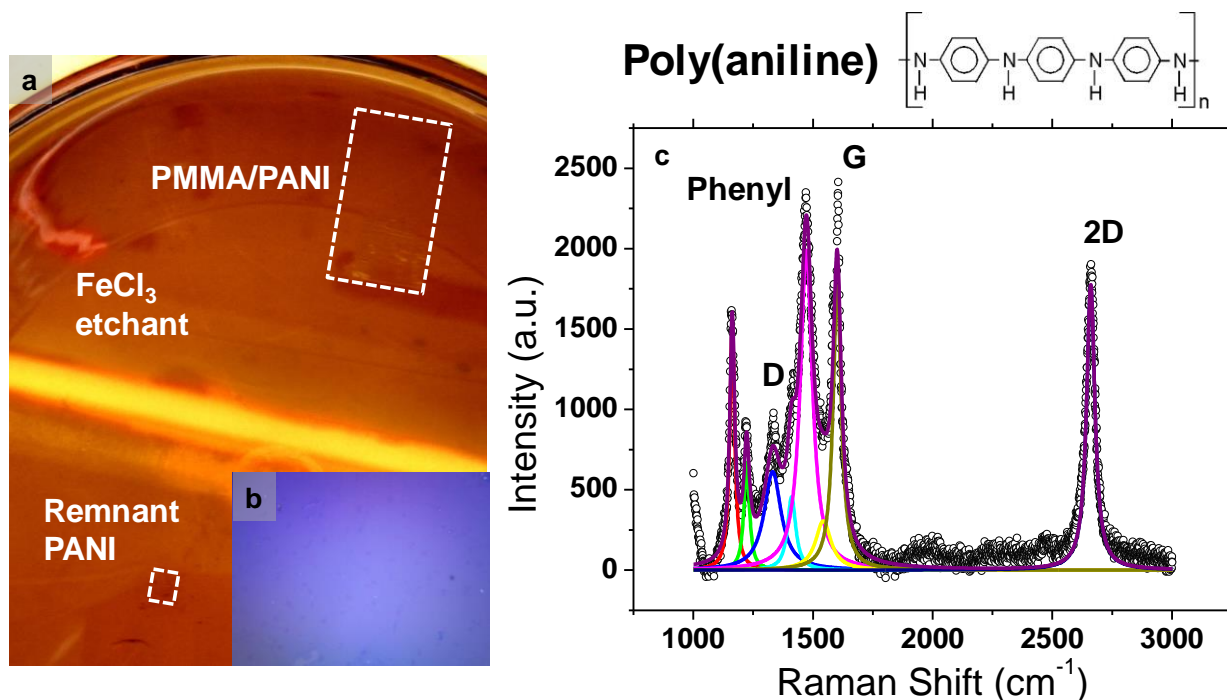 a
PMMA/PANI
FeCl₃
etchant
Remnant
PANI
b
Poly(aniline)
N
H
N
H
N
H
N
H
n
c
Phenyl
D
G
2D
Intensity (a.u.)
2500
2000
1500
1000
500
0
1000 1500 2000 2500 3000
Raman Shift (cm⁻¹)